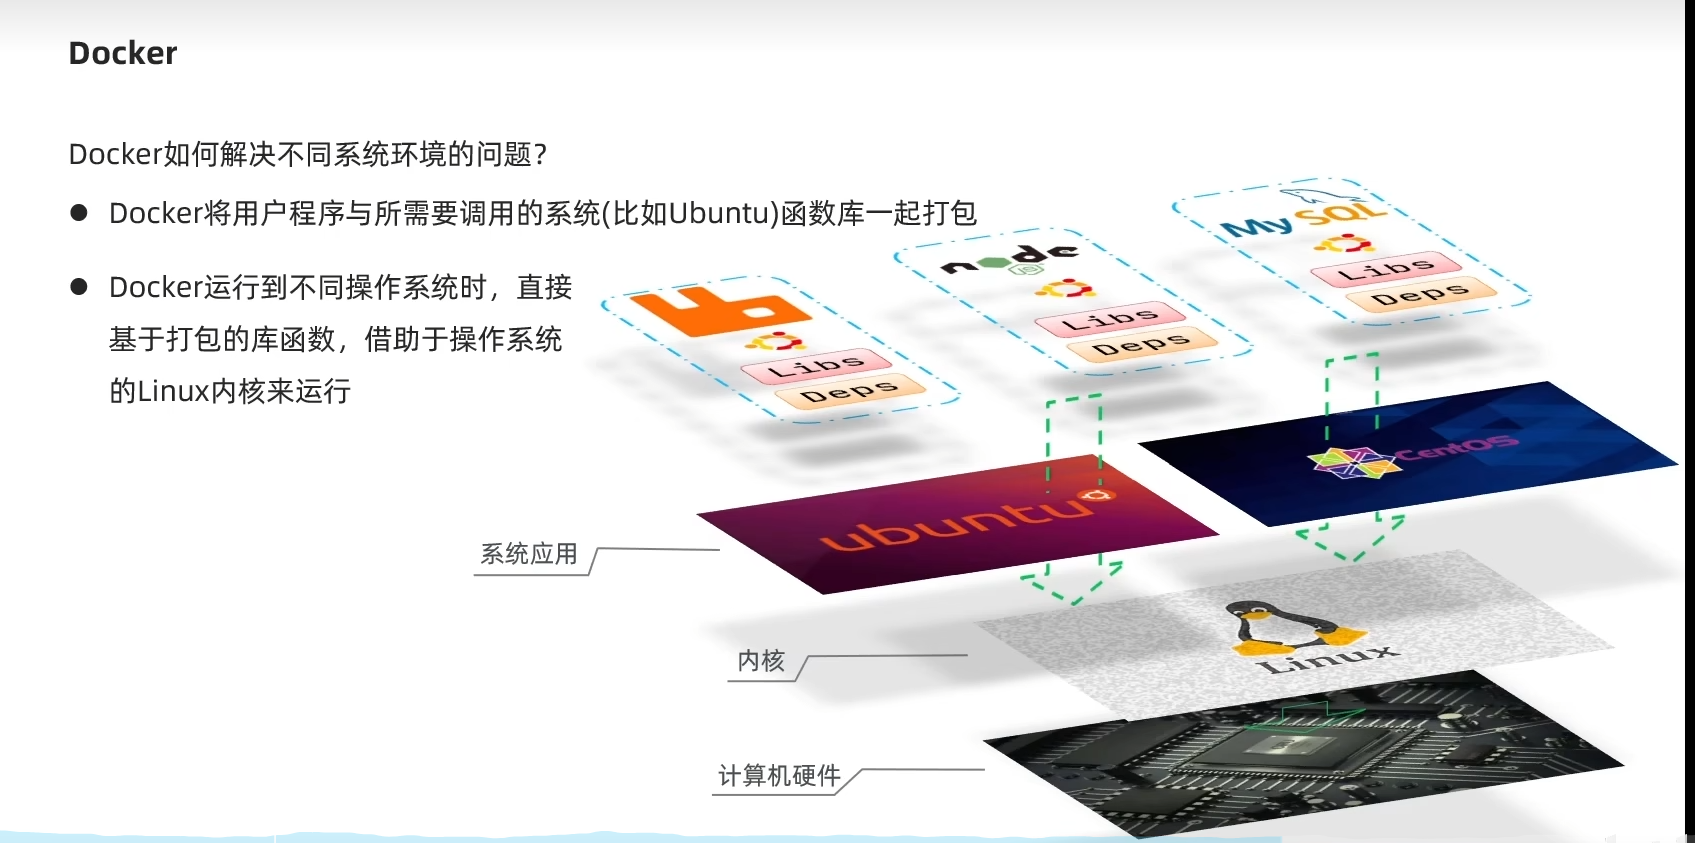 Docker
Docker如何解决不同系统环境的问题？
● Docker将用户程序与所需要调用的系统(比如Ubuntu)函数库一起打包
● Docker运行到不同操作系统时，直接
基于打包的库函数，借助于操作系统
的Linux内核来运行
MySQL
Libs
Deps
node
JS
Libs
Deps
Libs
Deps
CentOS
ubuntu
系统应用
Linux
内核
计算机硬件